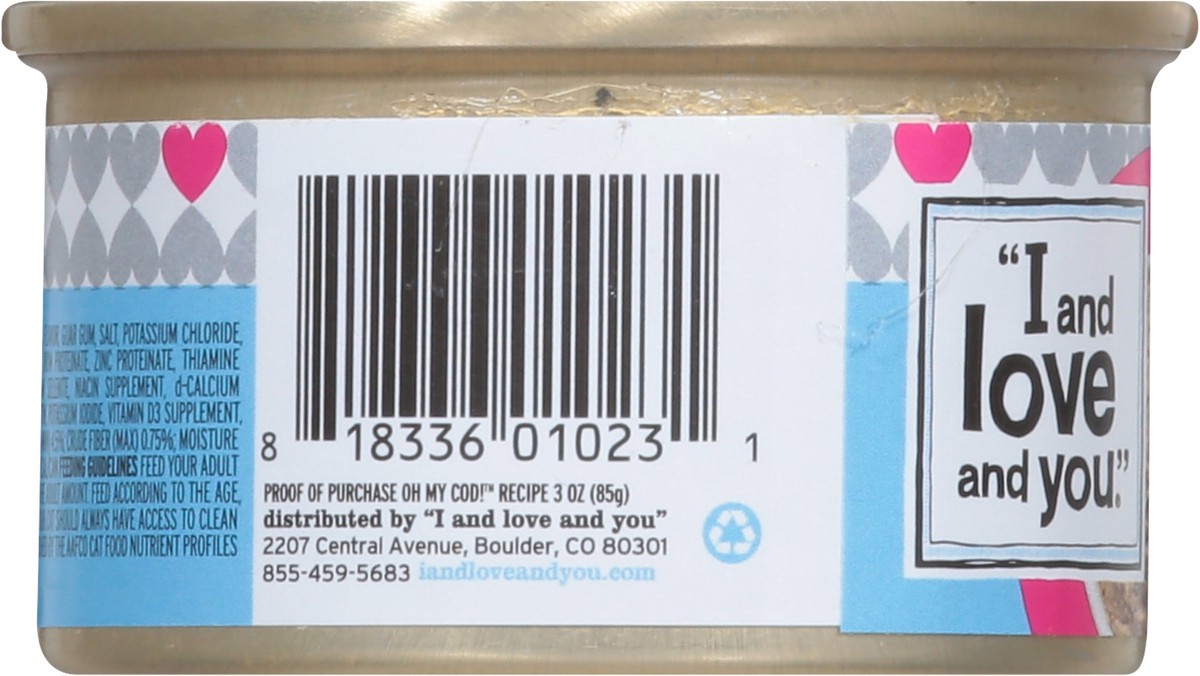 GUAR GUM, SALT, POTASSIUM CHLORIDE,
PROTEINATE, ZINC PROTEINATE, THIAMINE
NIACIN SUPPLEMENT, d-CALCIUM
POTASSIUM IODIDE, VITAMIN D3 SUPPLEMENT,
CRUDE FIBER (MAX) 0.75%; MOISTURE
FEEDING GUIDELINES FEED YOUR ADULT
AMOUNT. FEED ACCORDING TO THE AGE,
SHOULD ALWAYS HAVE ACCESS TO CLEAN
THE AAFCO CAT FOOD NUTRIENT PROFILES
8 18336 01023 1
PROOF OF PURCHASE OH MY COD!™ RECIPE 3 OZ (85g)
distributed by “I and love and you”
2207 Central Avenue, Boulder, CO 80301
855-459-5683 iandloveandyou.com
“I and
love
and you.”